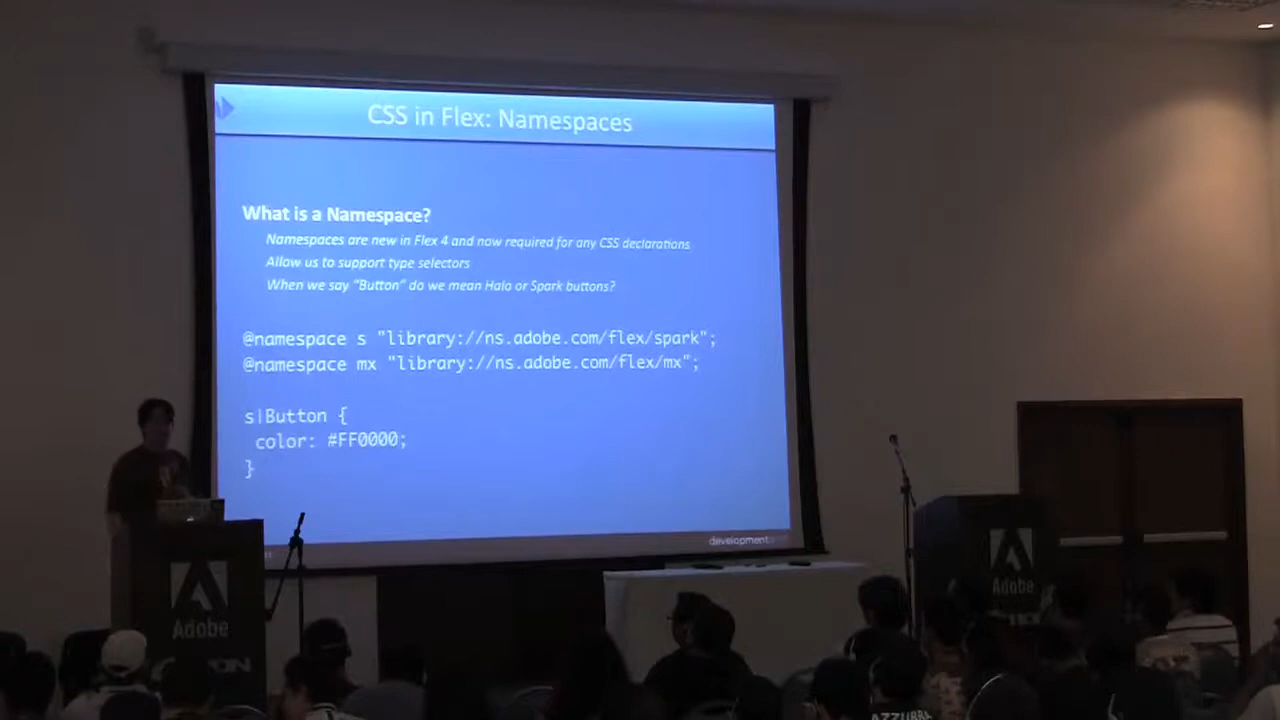 CSS in Flex: Namespaces
What is a Namespace?
Namespaces are new in Flex 4 and now required for any CSS declarations
Allow us to support type selectors
When we say "Button" do we mean Halo or Spark buttons?
@namespace s "library://ns.adobe.com/flex/spark";
@namespace mx "library://ns.adobe.com/flex/mx";
s|Button {
color: #FF0000;
}
development
Adobe
Adobe
AZZURRA